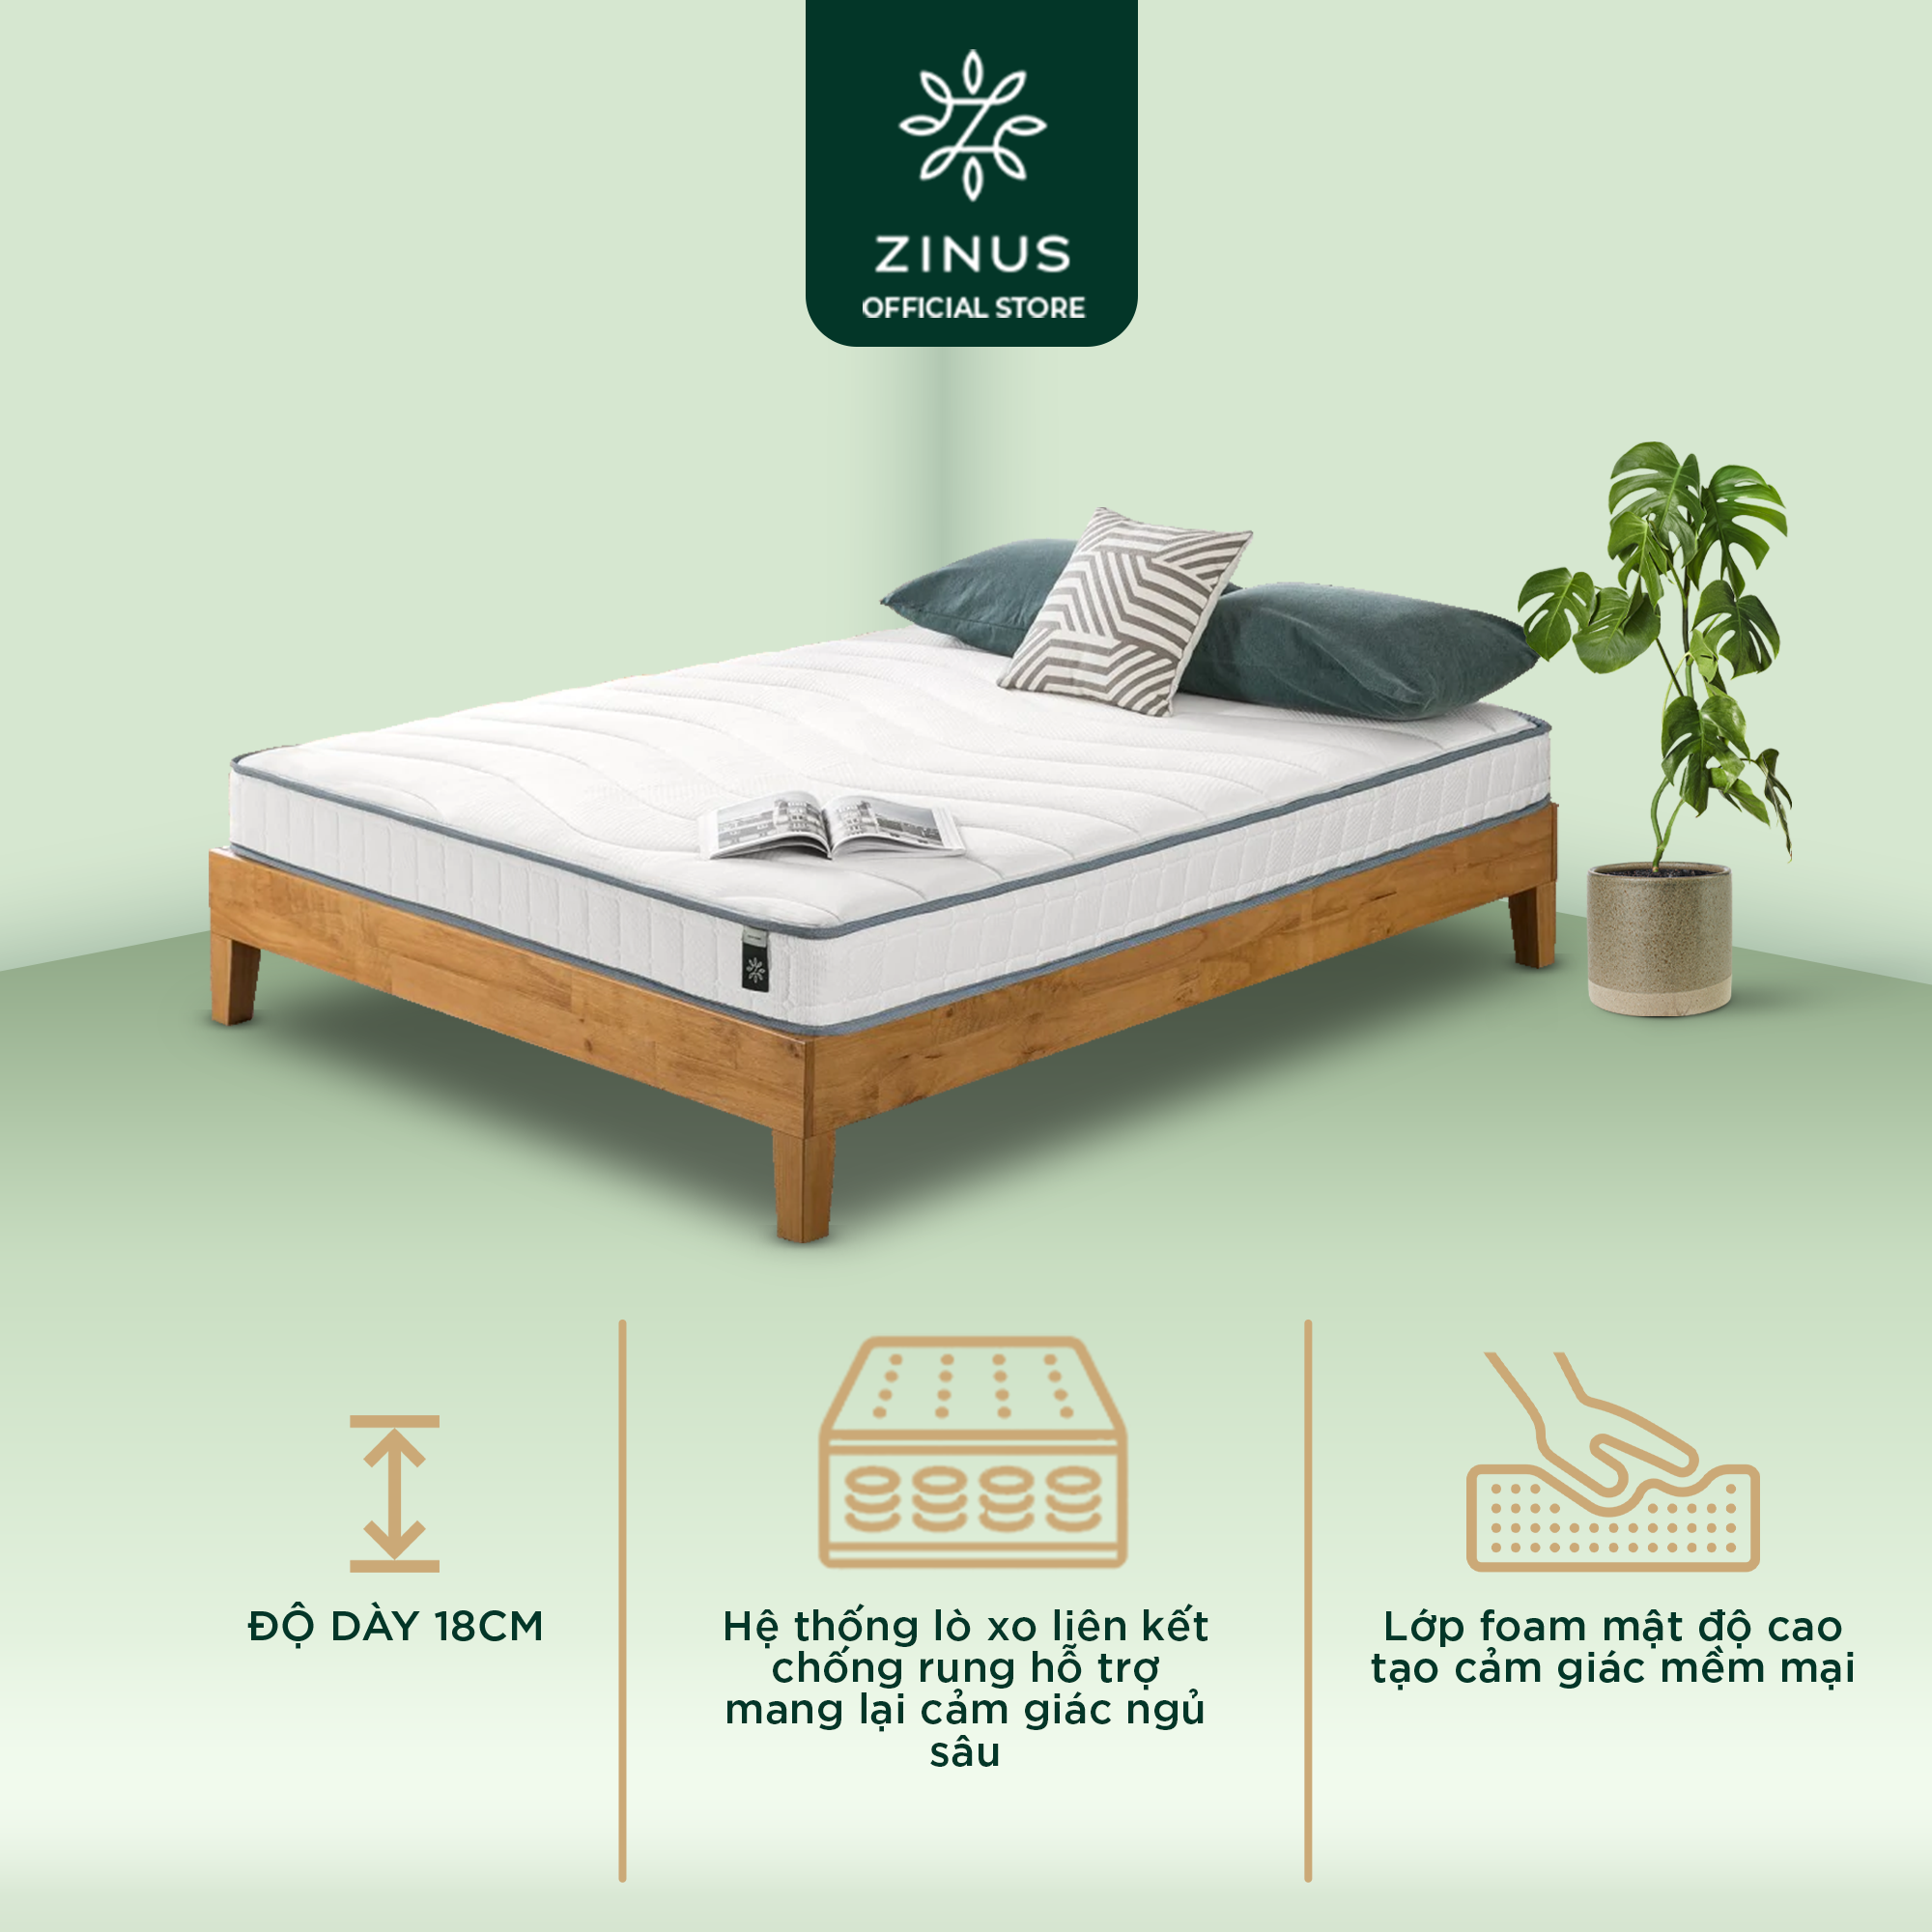 ZINUS
OFFICIAL STORE
ĐỘ DÀY 18CM
Hệ thống lò xo liên kết
chống rung hỗ trợ
mang lại cảm giác ngủ
sâu
Lớp foam mật độ cao
tạo cảm giác mềm mại